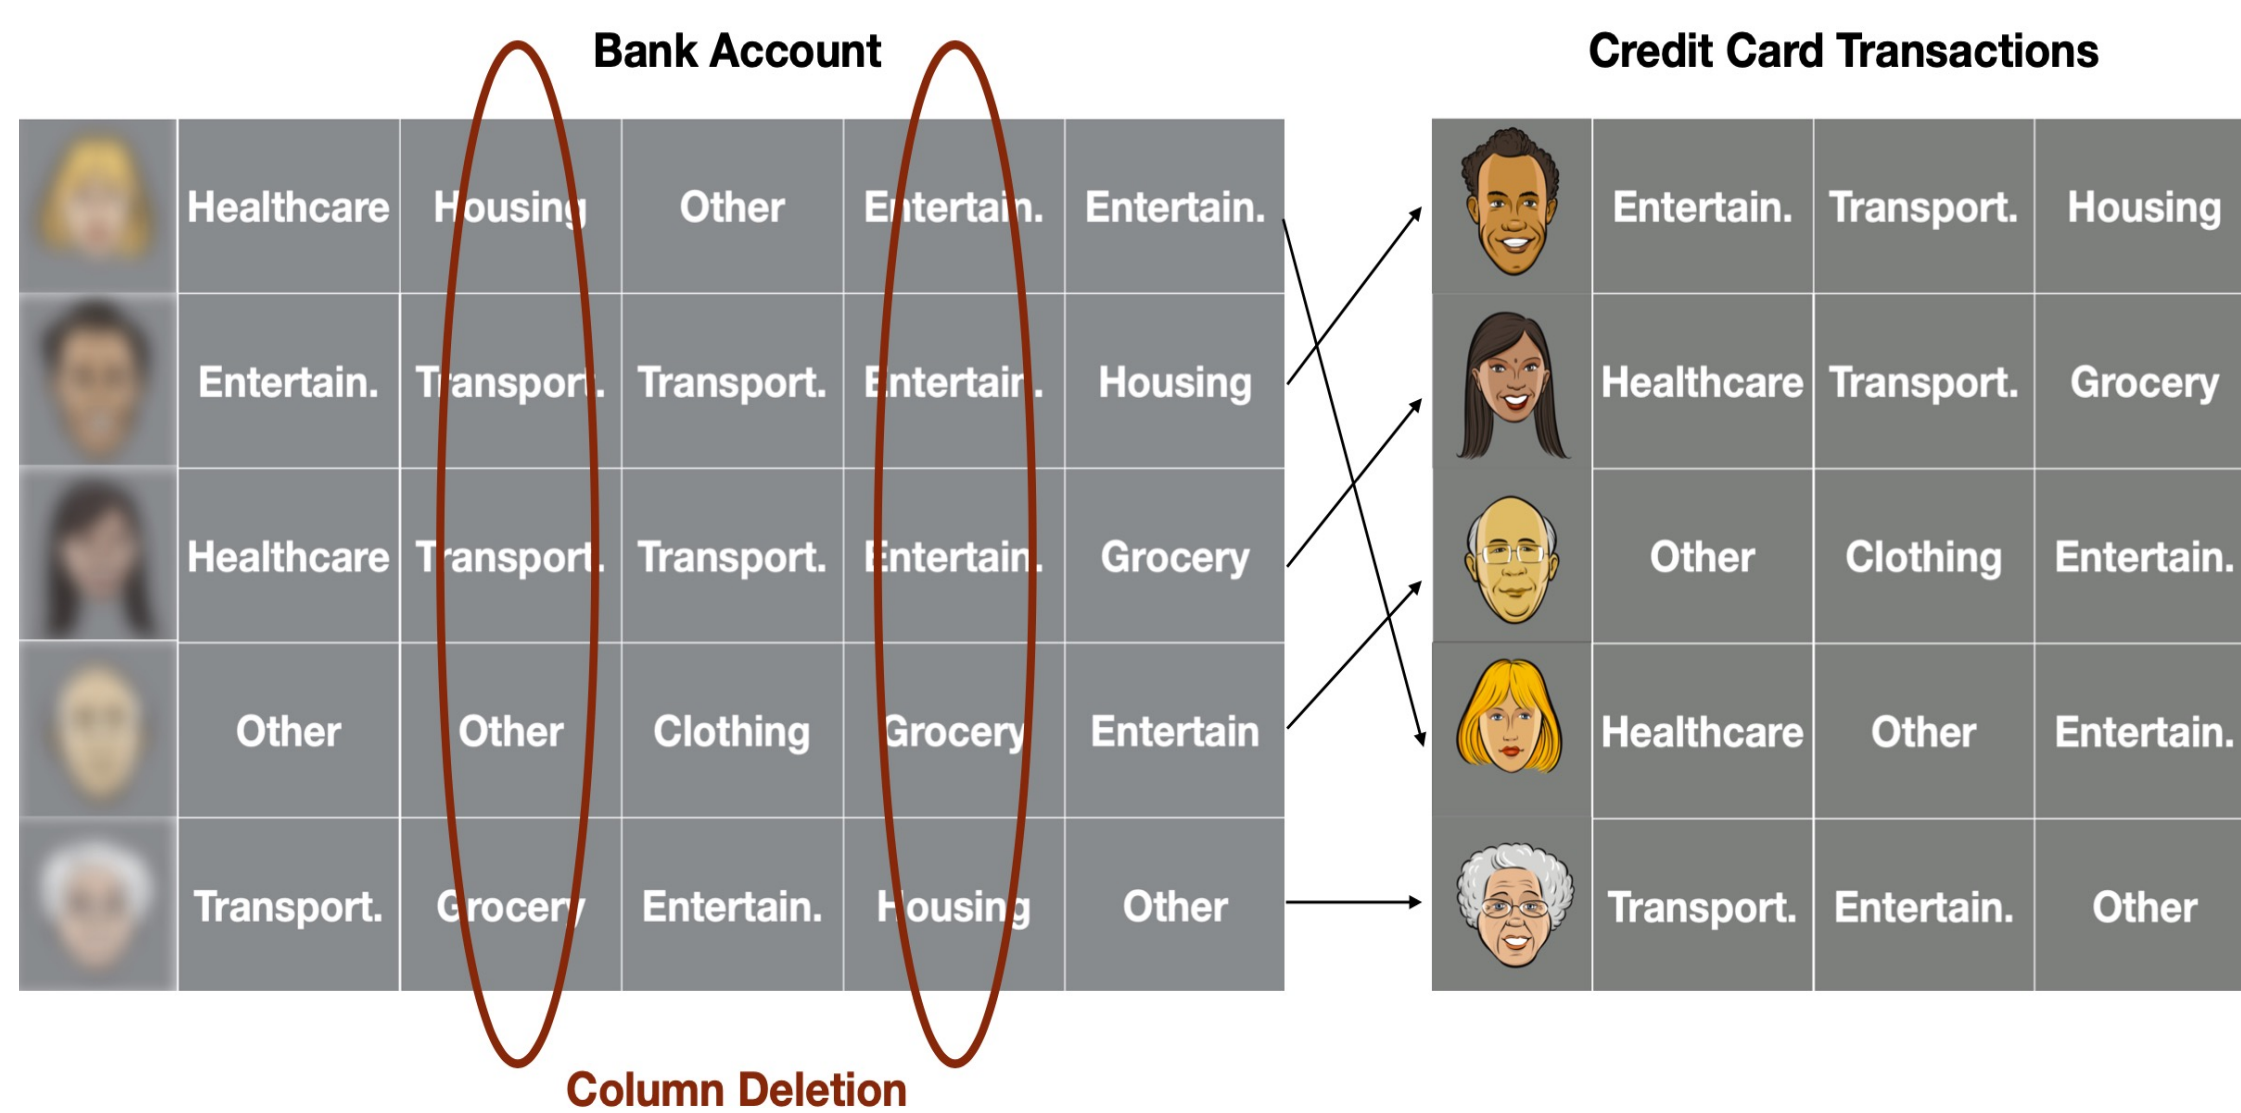 Bank Account Credit Card Transactions
Healthcare Housing Other Entertain. Entertain. Entertain. Transport. Housing
Entertain. Transport. Transport. Entertain. Housing Healthcare Transport. Grocery
Healthcare Transport. Transport. Entertain. Grocery Other Clothing Entertain.
Other Other Clothing Grocery Entertain Healthcare Other Entertain.
Transport. Grocery Entertain. Housing Other Transport. Entertain. Other
Column Deletion